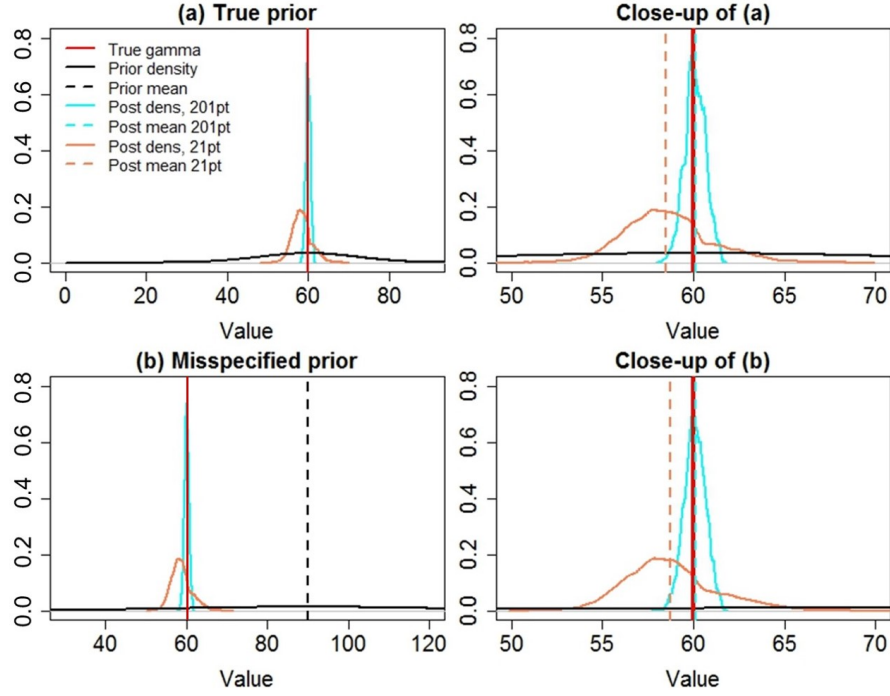 (a) True prior
Close-up of (a)
True gamma
Prior density
Prior mean
Post dens, 201pt
Post mean 201pt
Post dens, 21pt
Post mean 21pt
0.0 0.2 0.4 0.6 0.8
0 20 40 60 80
Value
0.0 0.2 0.4 0.6 0.8
50 55 60 65 70
Value
(b) Misspecified prior
Close-up of (b)
0.0 0.2 0.4 0.6 0.8
40 60 80 100 120
Value
0.0 0.2 0.4 0.6 0.8
50 55 60 65 70
Value